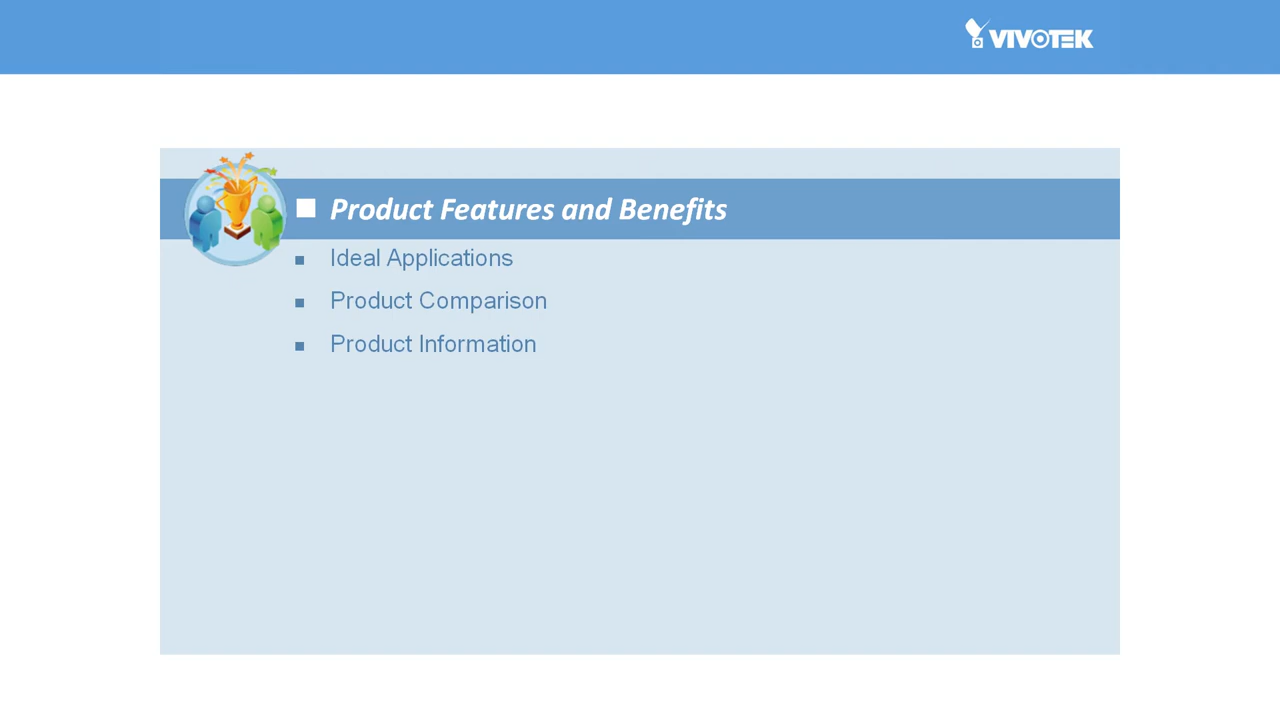 VIVOTEK
Product Features and Benefits
Ideal Applications
Product Comparison
Product Information